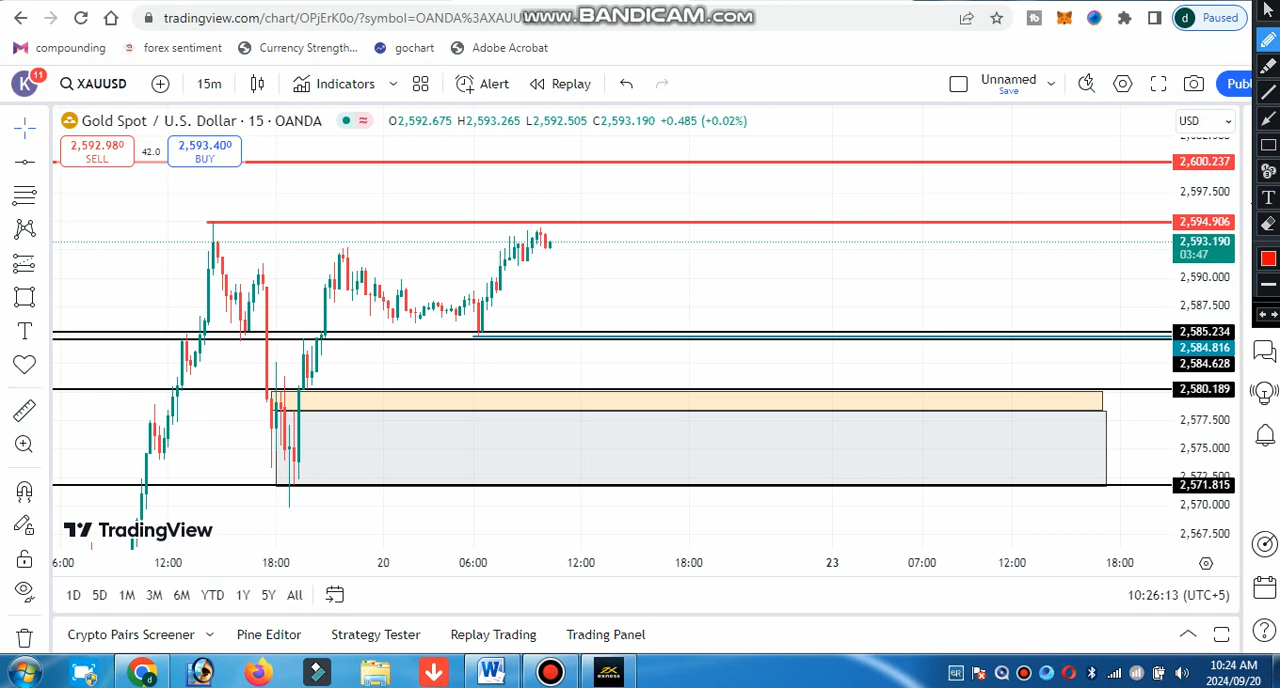 tradingview.com/chart/OPjErK0o/?symbol=OANDA%3AXAUU
www.BANDICAM.com
d Paused
compounding
forex sentiment
Currency Strength...
gochart
Adobe Acrobat
K 11
XAUUSD
15m
Indicators
Alert
Replay
Unnamed
Save
Publ
Gold Spot / U.S. Dollar · 15 · OANDA
O2,592.675 H2,593.265 L2,592.505 C2,593.190 +0.485 (+0.02%)
USD
2,592.980
SELL
42.0
2,593.400
BUY
2,600.237
2,597.500
2,594.906
2,593.190
03:47
2,590.000
2,587.500
2,585.234
2,584.816
2,584.628
2,580.189
2,577.500
2,575.000
2,572.500
2,571.815
2,570.000
2,567.500
TradingView
6:00 12:00 18:00 20 06:00 12:00 18:00 23 07:00 12:00 18:00
1D 5D 1M 3M 6M YTD 1Y 5Y All
10:26:13 (UTC+5)
Crypto Pairs Screener
Pine Editor
Strategy Tester
Replay Trading
Trading Panel
exness
10:24 AM
2024/09/20